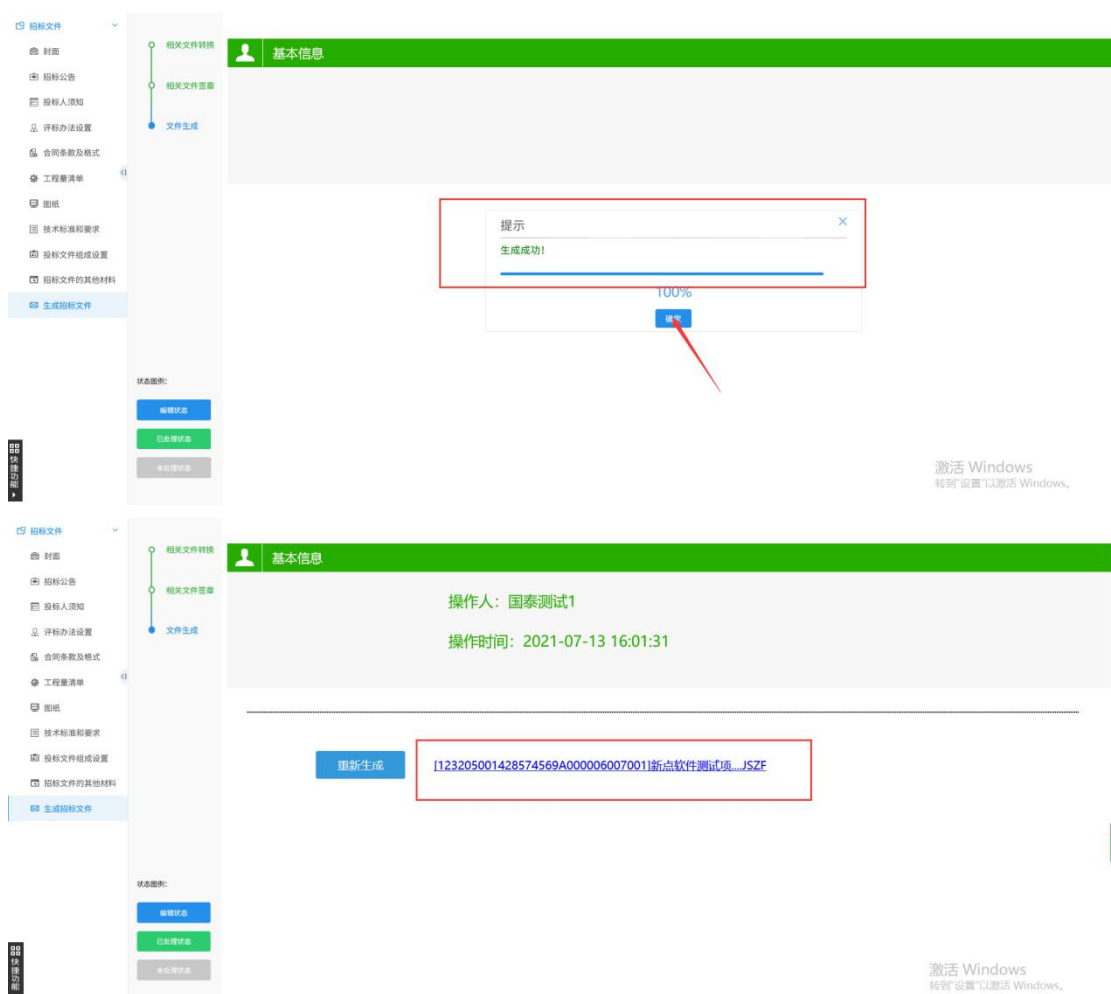 招标文件
封面
招标公告
投标人须知
评标办法设置
合同条款及格式
工程量清单
图纸
技术标准和要求
投标文件组成设置
招标文件的其他材料
生成招标文件
快捷功能
相关文件转换
相关文件签章
文件生成
状态图例：
编辑状态
已处理状态
未处理状态
基本信息
提示
生成成功！
100%
确定
激活 Windows
转到“设置”以激活 Windows。
招标文件
封面
招标公告
投标人须知
评标办法设置
合同条款及格式
工程量清单
图纸
技术标准和要求
投标文件组成设置
招标文件的其他材料
生成招标文件
快捷功能
相关文件转换
相关文件签章
文件生成
状态图例：
编辑状态
已处理状态
未处理状态
基本信息
操作人：国泰测试1
操作时间：2021-07-13 16:01:31
重新生成
[123205001428574569A000006007001]新点软件测试项....JSZF
激活 Windows
转到“设置”以激活 Windows。